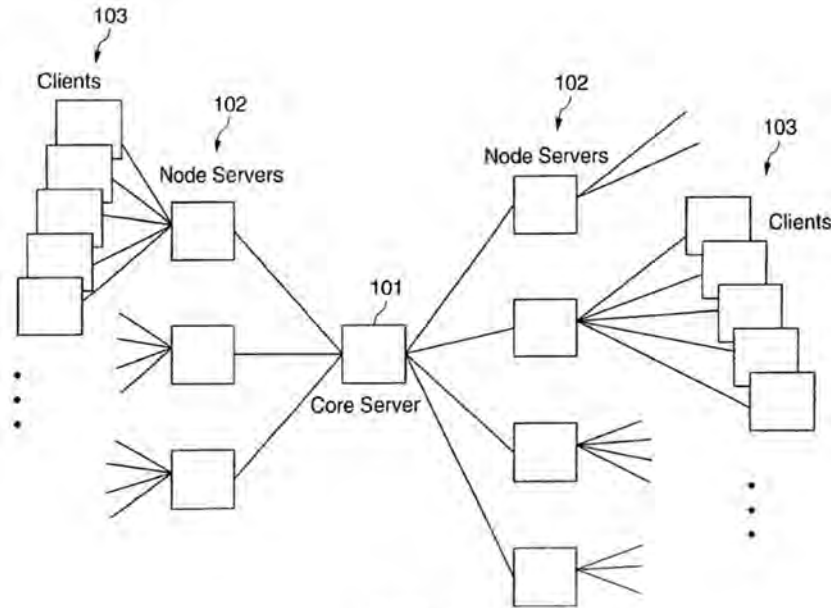 103
Clients
102
Node Servers
102
Node Servers
103
Clients
101
Core Server